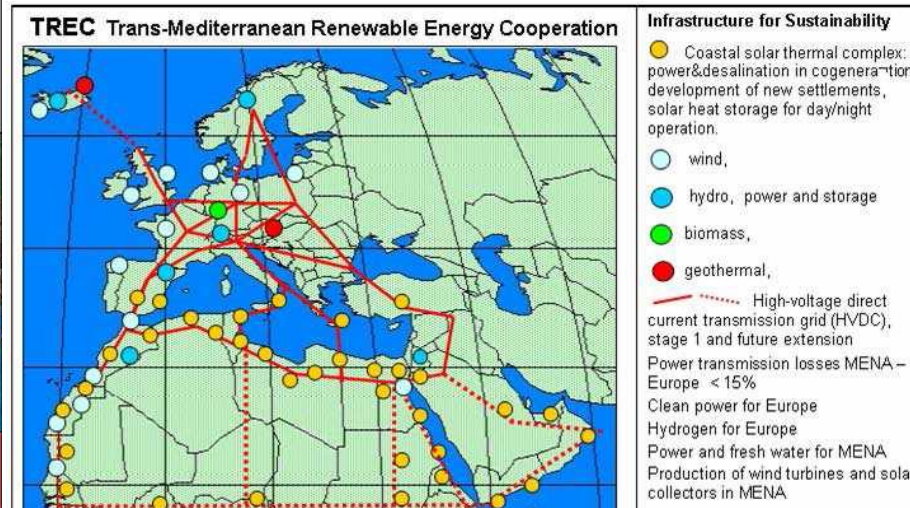 TREC Trans-Mediterranean Renewable Energy Cooperation
Infrastructure for Sustainability
Coastal solar thermal complex:
power&desalination in cogenera¬tion
development of new settlements,
solar heat storage for day/night
operation.
wind,
hydro, power and storage
biomass,
geothermal,
High-voltage direct
current transmission grid (HVDC),
stage 1 and future extension
Power transmission losses MENA –
Europe < 15%
Clean power for Europe
Hydrogen for Europe
Power and fresh water for MENA
Production of wind turbines and sola
collectors in MENA